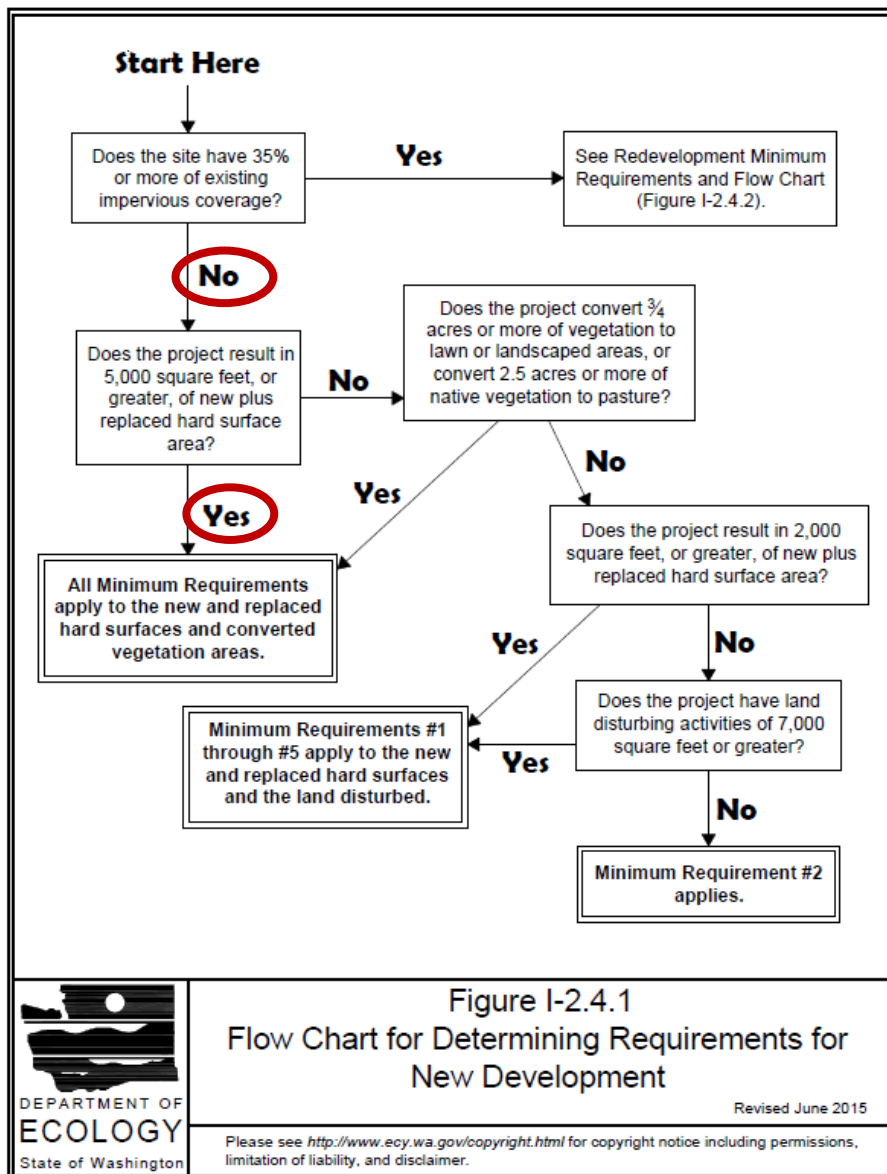 Start Here
Does the site have 35%
or more of existing
impervious coverage?
Yes
See Redevelopment Minimum
Requirements and Flow Chart
(Figure I-2.4.2).
No
Does the project result in
5,000 square feet, or
greater, of new plus
replaced hard surface
area?
No
Does the project convert ¾
acres or more of vegetation to
lawn or landscaped areas, or
convert 2.5 acres or more of
native vegetation to pasture?
Yes
Yes
No
All Minimum Requirements
apply to the new and replaced
hard surfaces and converted
vegetation areas.
Does the project result in 2,000
square feet, or greater, of new plus
replaced hard surface area?
Yes
No
Minimum Requirements #1
through #5 apply to the new
and replaced hard surfaces
and the land disturbed.
Yes
Does the project have land
disturbing activities of 7,000
square feet or greater?
No
Minimum Requirement #2
applies.
DEPARTMENT OF
ECOLOGY
State of Washington
Figure I-2.4.1
Flow Chart for Determining Requirements for
New Development
Revised June 2015
Please see http://www.ecy.wa.gov/copyright.html for copyright notice including permissions,
limitation of liability, and disclaimer.